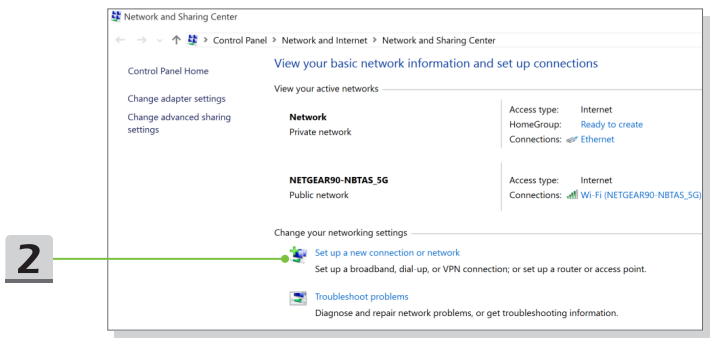 Network and Sharing Center
Control Panel > Network and Internet > Network and Sharing Center
Control Panel Home
Change adapter settings
Change advanced sharing
settings
View your basic network information and set up connections
View your active networks
Network
Private network
Access type: Internet
HomeGroup: Ready to create
Connections: Ethernet
NETGEAR90-NBTAS_5G
Public network
Access type: Internet
Connections: Wi-Fi (NETGEAR90-NBTAS_5G)
Change your networking settings
2
Set up a new connection or network
Set up a broadband, dial-up, or VPN connection; or set up a router or access point.
Troubleshoot problems
Diagnose and repair network problems, or get troubleshooting information.